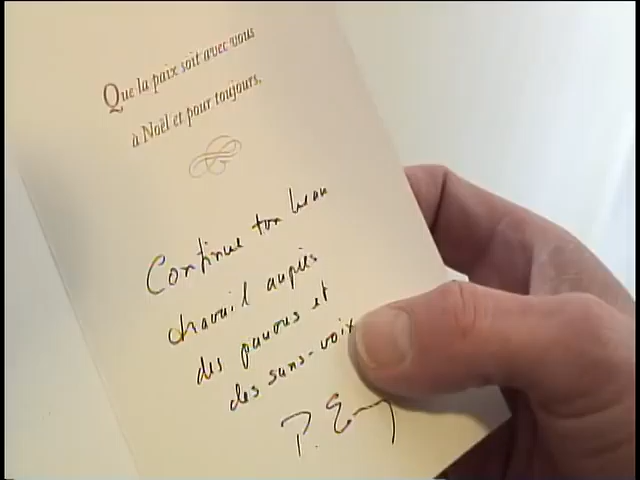 Que la paix soit avec vous
à Noël et pour toujours.
Continue ton beau
travail auprès
des pauvres et
des sans-voix
P. Emy